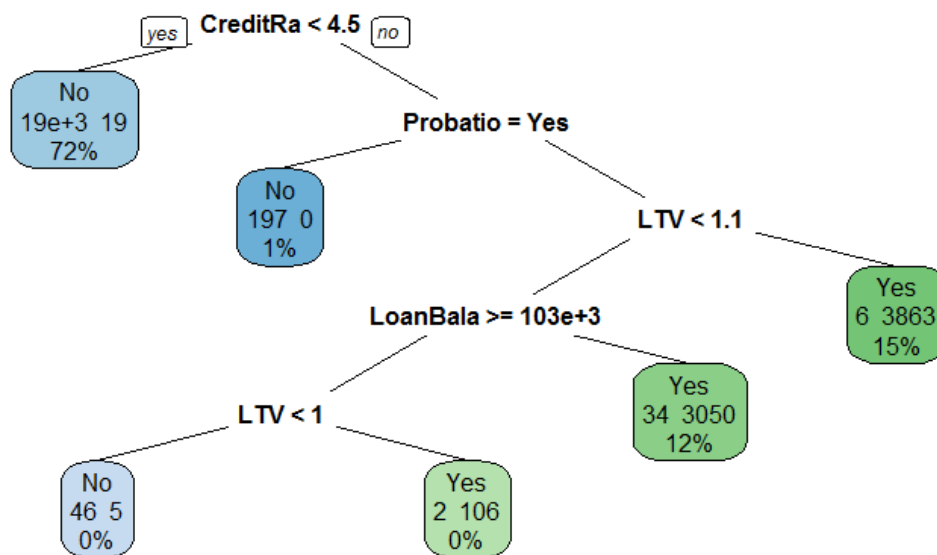 CreditRa < 4.5
yes
no
No
19e+3 19
72%
Probatio = Yes
No
197 0
1%
LTV < 1.1
Yes
6 3863
15%
LoanBala >= 103e+3
Yes
34 3050
12%
LTV < 1
No
46 5
0%
Yes
2 106
0%